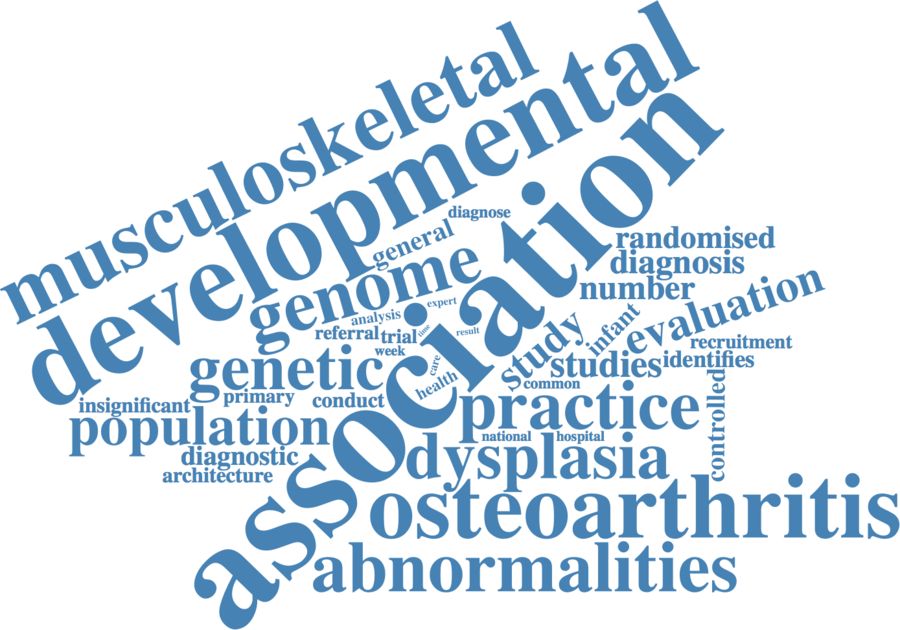 musculoskeletal
developmental
association
diagnose
general
genome
randomised
diagnosis
number
expert
analysis
referral
trial
time
result
week
infant
evaluation
study
recruitment
studies
identifies
genetic
care
health
common
controlled
primary
conduct
insignificant
practice
population
national
hospital
diagnostic
dysplasia
architecture
osteoarthritis
abnormalities